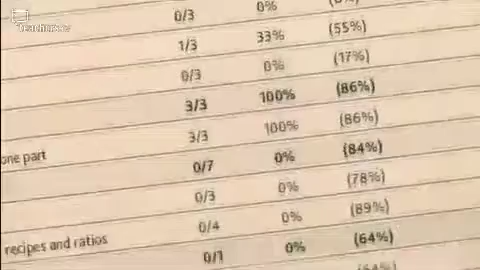 teachers.tv
0/3 0%
1/3 33% (55%)
0/3 0% (17%)
3/3 100% (86%)
3/3 100% (86%)
one part 0/7 0% (84%)
0/3 0% (78%)
0/4 0% (89%)
recipes and ratios 0/1 0% (64%)